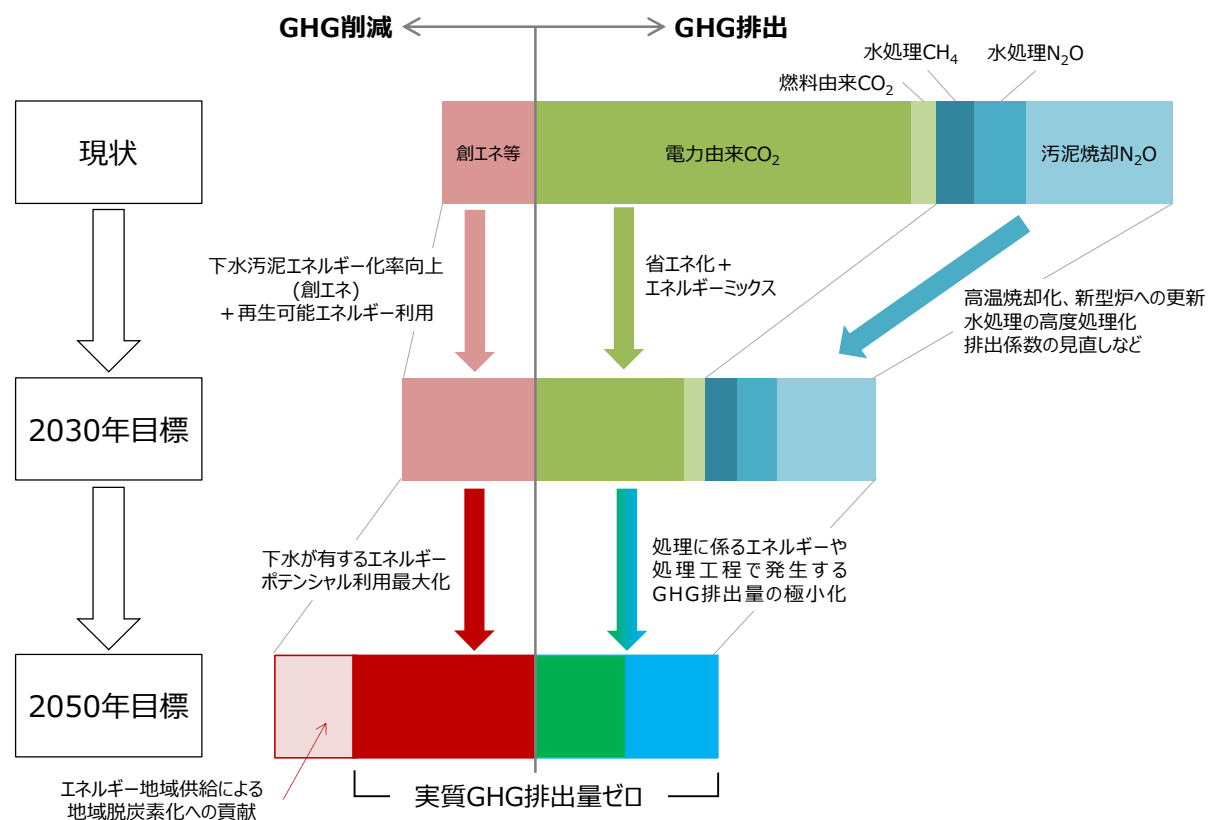 GHG削減
GHG排出
水処理CH₄
水処理N₂O
燃料由来CO₂
現状
創エネ等
電力由来CO₂
汚泥焼却N₂O
下水汚泥エネルギー化率向上
(創エネ)
＋再生可能エネルギー利用
省エネ化＋
エネルギーミックス
高温焼却化、新型炉への更新
水処理の高度処理化
排出係数の見直しなど
2030年目標
下水が有するエネルギー
ポテンシャル利用最大化
処理に係るエネルギーや
処理工程で発生する
GHG排出量の極小化
2050年目標
エネルギー地域供給による
地域脱炭素化への貢献
実質GHG排出量ゼロ